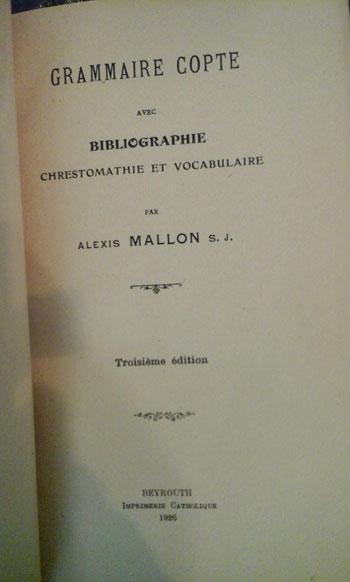 GRAMMAIRE COPTE
AVEC
BIBLIOGRAPHIE
CHRESTOMATHIE ET VOCABULAIRE
PAR
ALEXIS MALLON S. J.
Troisième édition
BEYROUTH
IMPRIMERIE CATHOLIQUE
1926